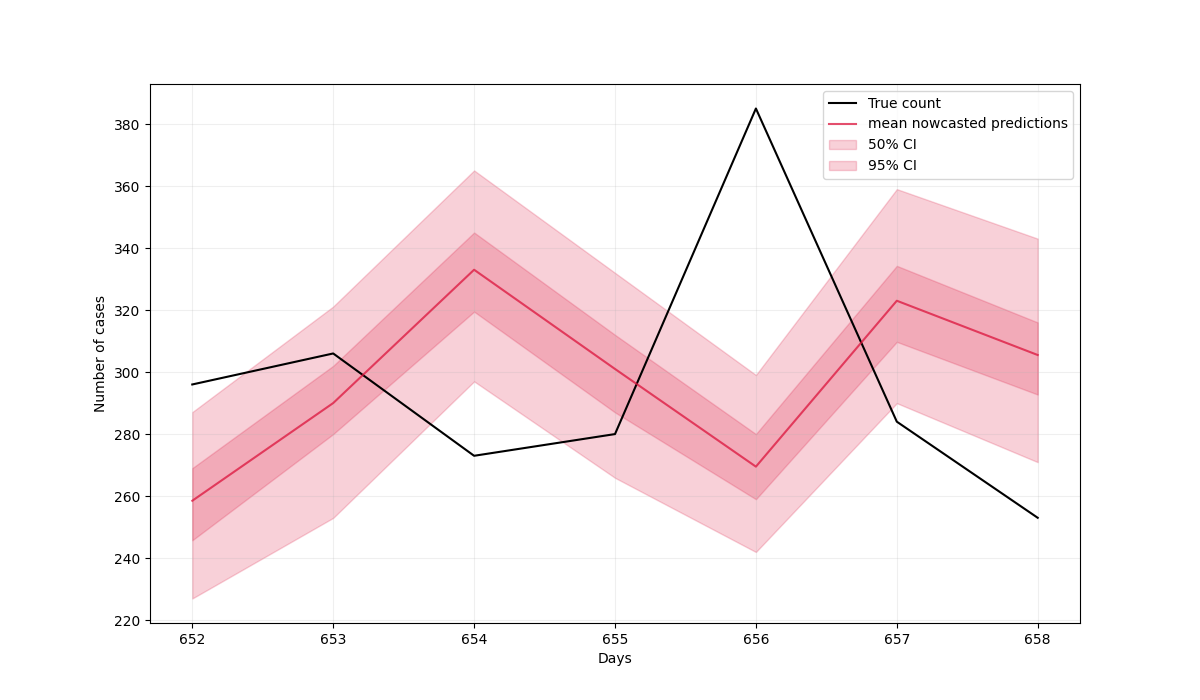 True count
mean nowcasted predictions
50% CI
95% CI
Number of cases
380
360
340
320
300
280
260
240
220
652 653 654 655 656 657 658
Days